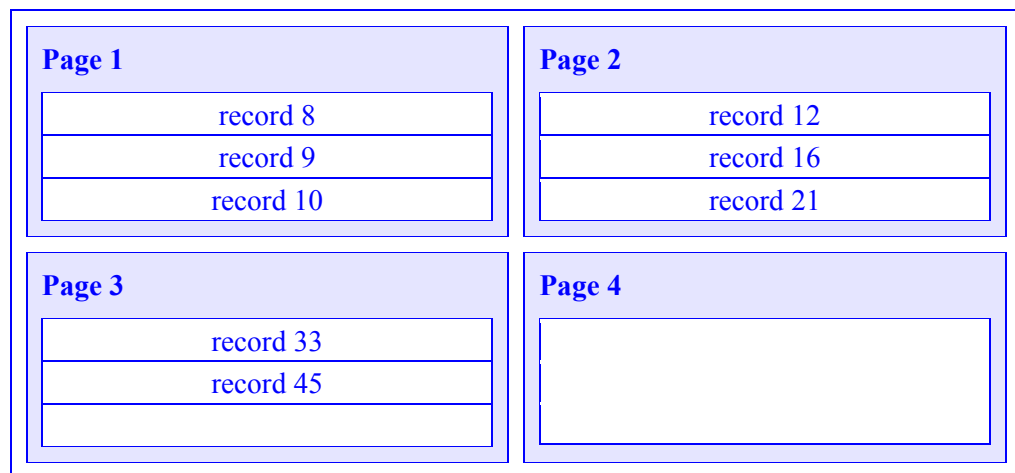 Page 1
record 8
record 9
record 10
Page 2
record 12
record 16
record 21
Page 3
record 33
record 45
Page 4